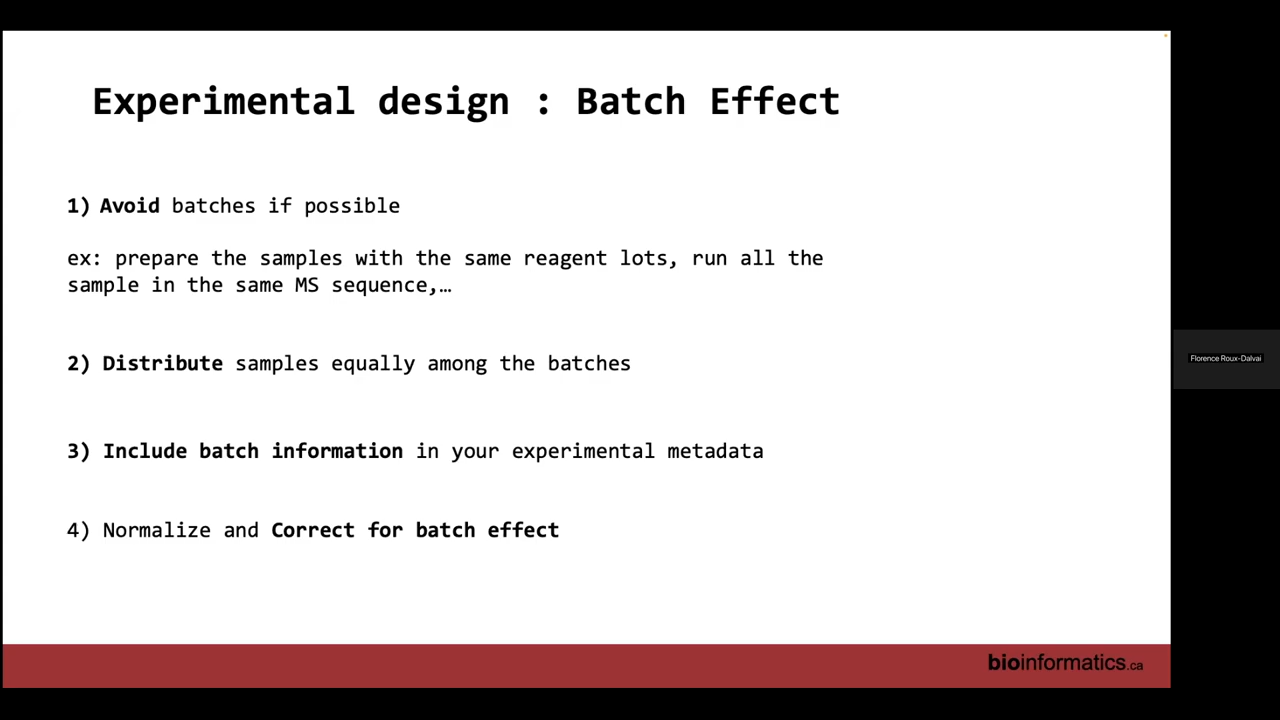 Experimental design : Batch Effect
1) Avoid batches if possible
ex: prepare the samples with the same reagent lots, run all the
sample in the same MS sequence,…
2) Distribute samples equally among the batches
3) Include batch information in your experimental metadata
4) Normalize and Correct for batch effect
Florence Roux-Dalvai
bioinformatics.ca